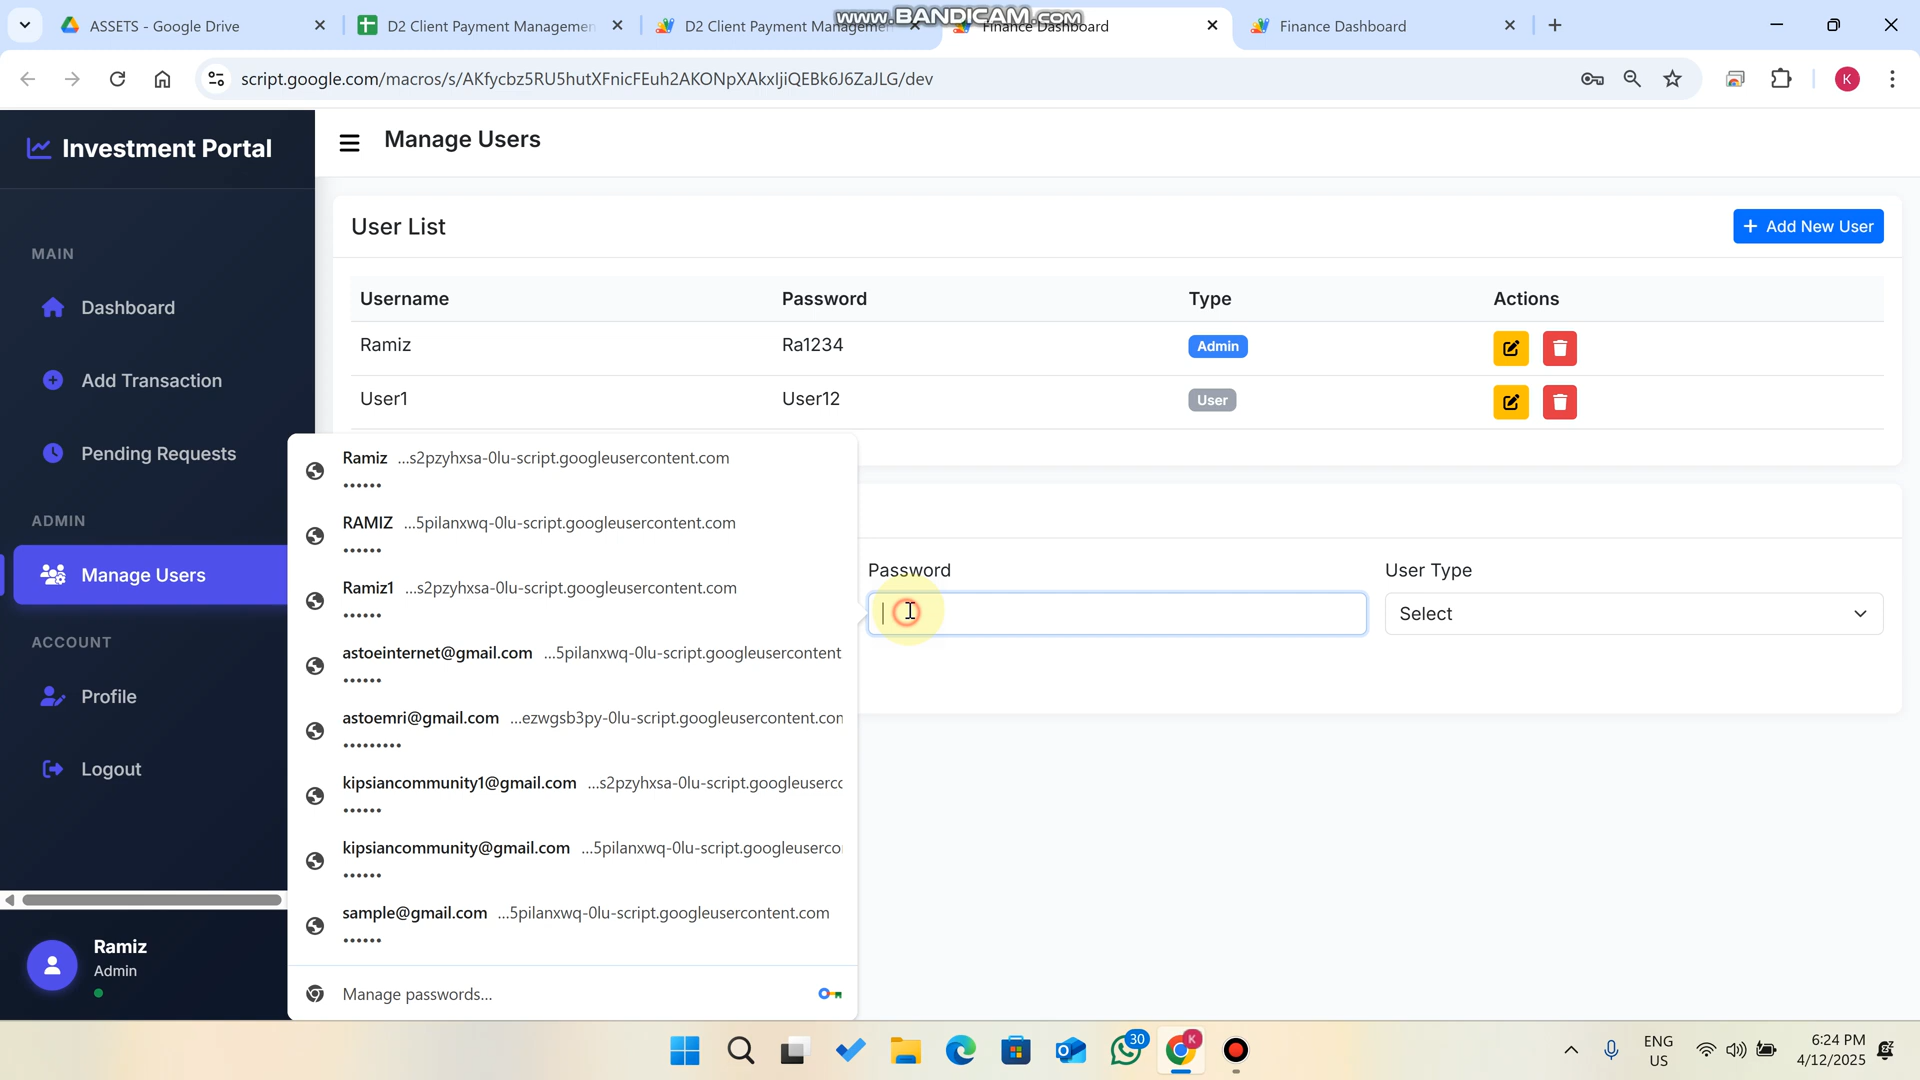 ASSETS - Google Drive
D2 Client Payment Managemen
D2 Client Payment Manageme
Finance Dashboard
Finance Dashboard
www.BANDICAM.com
script.google.com/macros/s/AKfycbz5RU5hutXFnicFEuh2AKONpXAkxIjiQEBk6J6ZaJLG/dev
K
Investment Portal
Manage Users
MAIN
Dashboard
Add Transaction
Pending Requests
ADMIN
Manage Users
ACCOUNT
Profile
Logout
Ramiz
Admin
User List
Add New User
Username Password Type Actions
Ramiz Ra1234 Admin
User1 User12 User
Password
User Type
Select
Ramiz ...s2pzyhxsa-0lu-script.googleusercontent.com
••••••
RAMIZ ...5pilanxwq-0lu-script.googleusercontent.com
••••••
Ramiz1 ...s2pzyhxsa-0lu-script.googleusercontent.com
••••••
astoeinternet@gmail.com ...5pilanxwq-0lu-script.googleusercontent
••••••
astoemri@gmail.com ...ezwgsb3py-0lu-script.googleusercontent.con
•••••••••
kipsiancommunity1@gmail.com ...s2pzyhxsa-0lu-script.googleuserco
••••••
kipsiancommunity@gmail.com ...5pilanxwq-0lu-script.googleuserco
••••••
sample@gmail.com ...5pilanxwq-0lu-script.googleusercontent.com
••••••
Manage passwords...
30
K
ENG
US
6:24 PM
4/12/2025